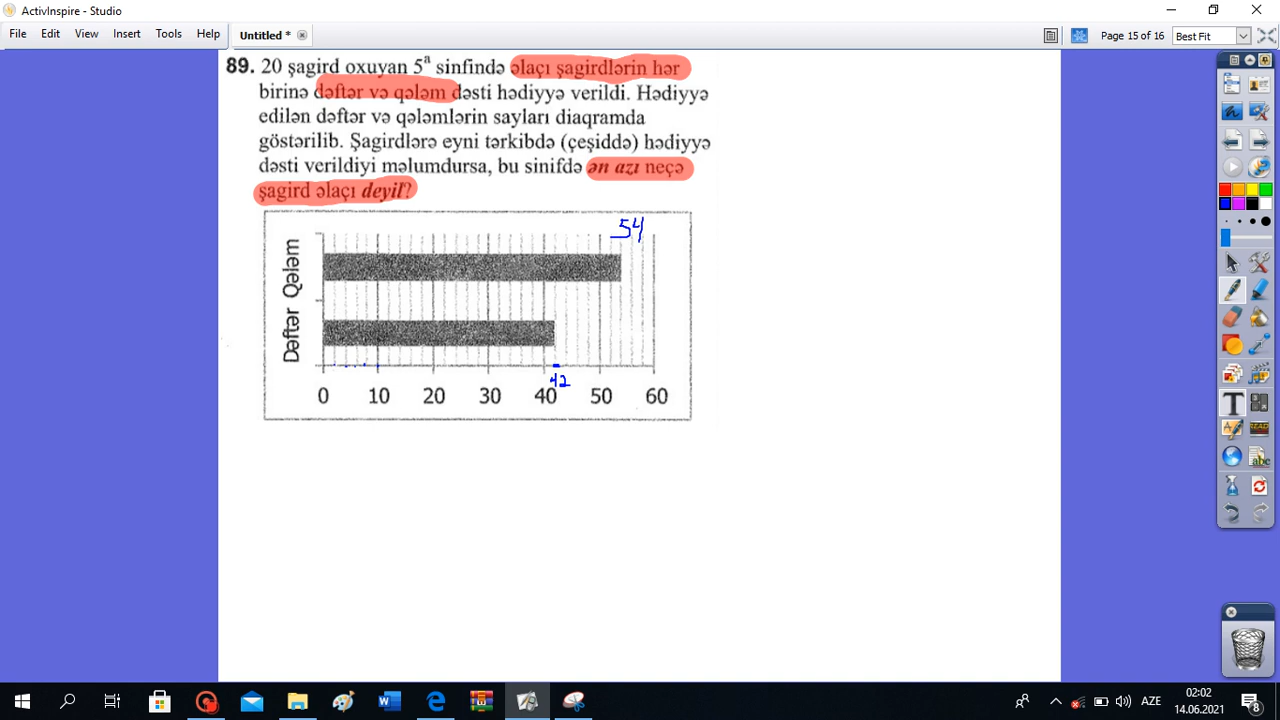 ActivInspire - Studio
File Edit View Insert Tools Help Untitled * Page 15 of 16 Best Fit
89. 20 şagird oxuyan 5ᵃ sinfində əlaçı şagirdlərin hər
birinə dəftər və qələm dəsti hədiyyə verildi. Hədiyyə
edilən dəftər və qələmlərin sayları diaqramda
göstərilib. Şagirdlərə eyni tərkibdə (çeşiddə) hədiyyə
dəsti verildiyi məlumdursa, bu sinifdə ən azı neçə
şagird əlaçı deyil?
54
Qələm
Dəftər
42
0 10 20 30 40 50 60
READ
abc
AZE
02:02
14.06.2021
8